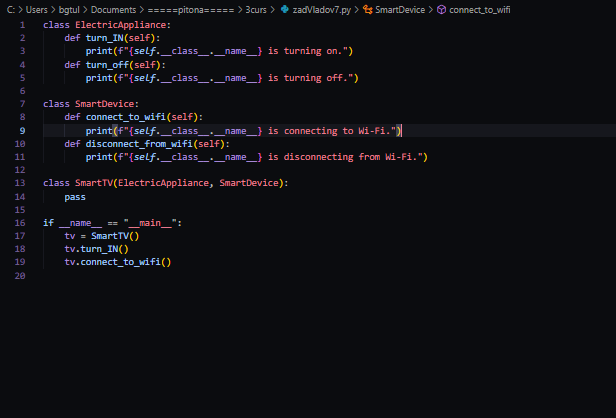 C: > Users > bgtul > Documents > =====pitona===== > 3curs > zadVladov7.py > SmartDevice > connect_to_wifi
1 class ElectricAppliance:
2     def turn_IN(self):
3         print(f"{self.__class__.__name__} is turning on.")
4     def turn_off(self):
5         print(f"{self.__class__.__name__} is turning off.")
6
7 class SmartDevice:
8     def connect_to_wifi(self):
9         print(f"{self.__class__.__name__} is connecting to Wi-Fi.")
10     def disconnect_from_wifi(self):
11         print(f"{self.__class__.__name__} is disconnecting from Wi-Fi.")
12
13 class SmartTV(ElectricAppliance, SmartDevice):
14     pass
15
16 if __name__ == "__main__":
17     tv = SmartTV()
18     tv.turn_IN()
19     tv.connect_to_wifi()
20